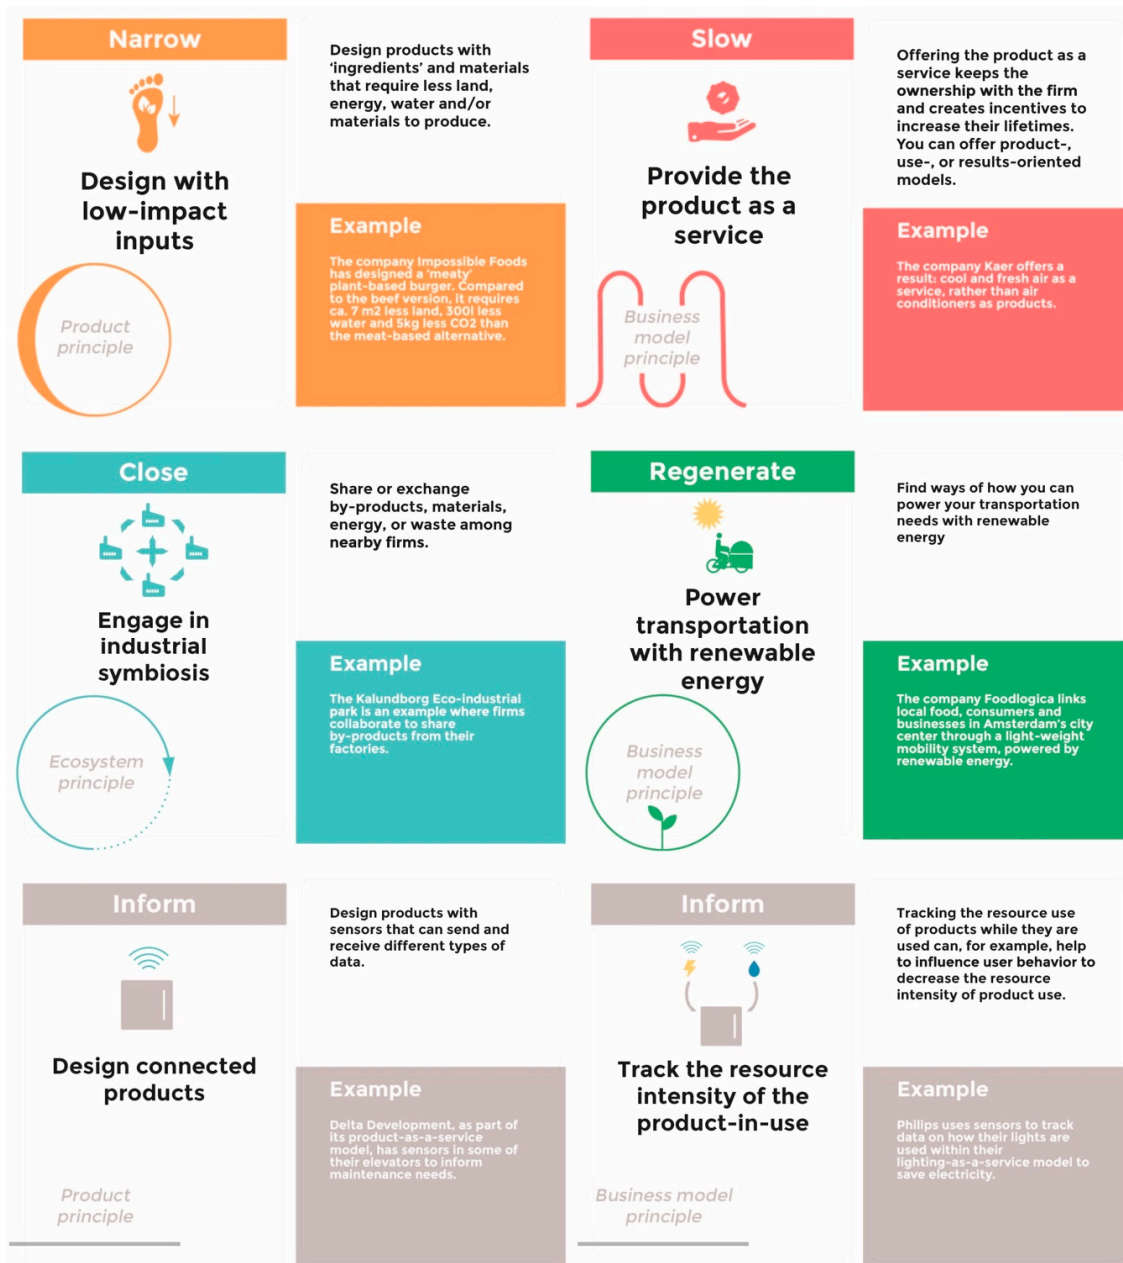 Narrow
Design with
low-impact
inputs
Product
principle
Design products with
‘ingredients’ and materials
that require less land,
energy, water and/or
materials to produce.
Example
The company Impossible Foods
has designed a ‘meaty’
plant-based burger. Compared
to the beef version, it requires
ca. 7 m2 less land, 300l less
water and 5kg less CO2 than
the meat-based alternative.
Slow
Provide the
product as a
service
Business
model
principle
Offering the product as a
service keeps the
ownership with the firm
and creates incentives to
increase their lifetimes.
You can offer product-,
use-, or results-oriented
models.
Example
The company Kaer offers a
result: cool and fresh air as a
service, rather than air
conditioners as products.
Close
Engage in
industrial
symbiosis
Ecosystem
principle
Share or exchange
by-products, materials,
energy, or waste among
nearby firms.
Example
The Kalundborg Eco-industrial
park is an example where firms
collaborate to share
by-products from their
factories.
Regenerate
Power
transportation
with renewable
energy
Business
model
principle
Find ways of how you can
power your transportation
needs with renewable
energy
Example
The company Foodlogica links
local food, consumers and
businesses in Amsterdam's city
center through a light-weight
mobility system, powered by
renewable energy.
Inform
Design connected
products
Product
principle
Design products with
sensors that can send and
receive different types of
data.
Example
Delta Development, as part of
its product-as-a-service
model, has sensors in some of
their elevators to inform
maintenance needs.
Inform
Track the resource
intensity of the
product-in-use
Business model
principle
Tracking the resource use
of products while they are
used can, for example, help
to influence user behavior to
decrease the resource
intensity of product use.
Example
Philips uses sensors to track
data on how their lights are
used within their
lighting-as-a-service model to
save electricity.